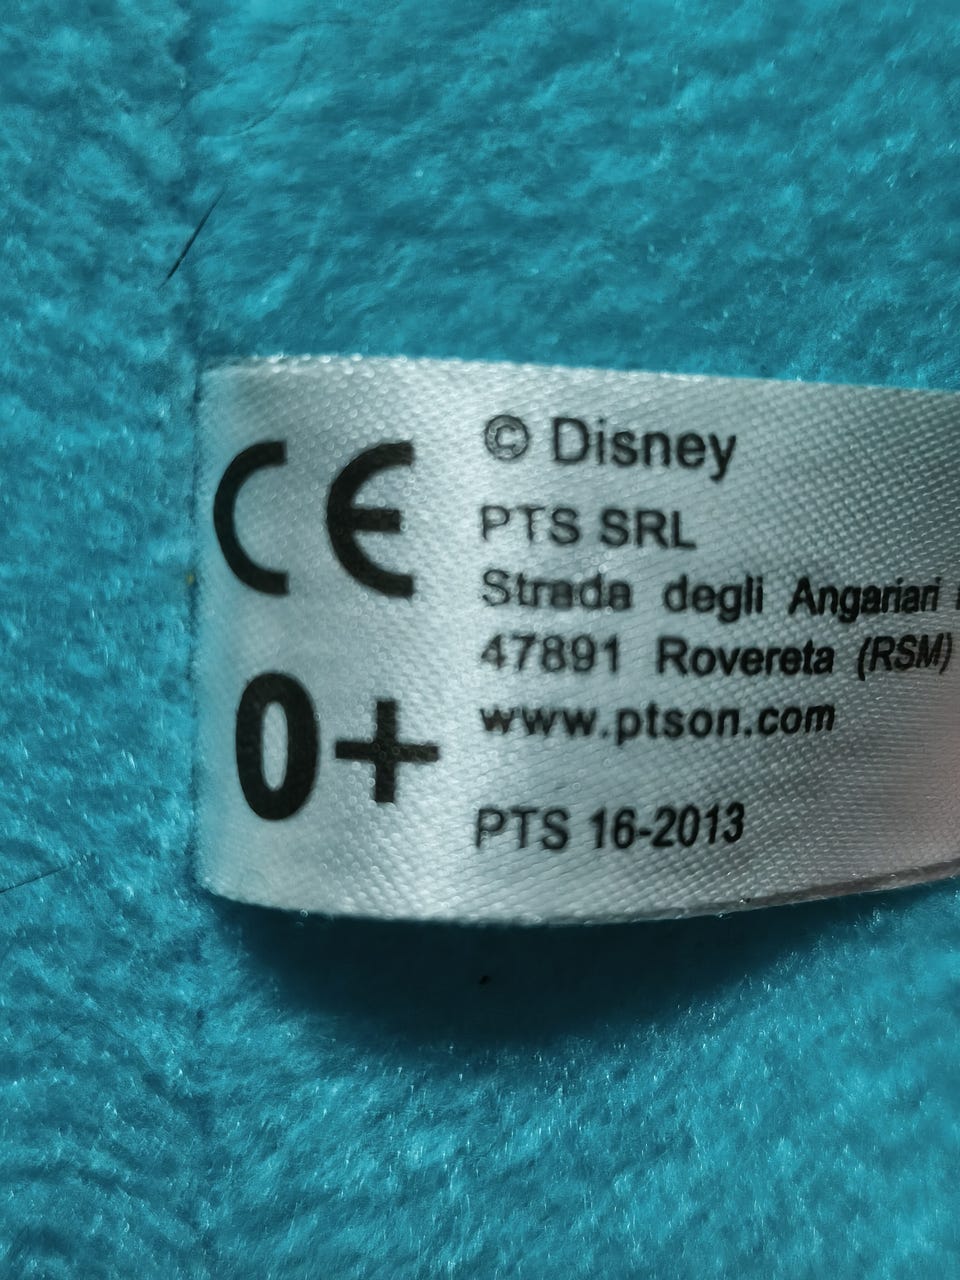 CE
0+
© Disney
PTS SRL
Strada degli Angariari
47891 Rovereta (RSM)
www.ptson.com
PTS 16-2013